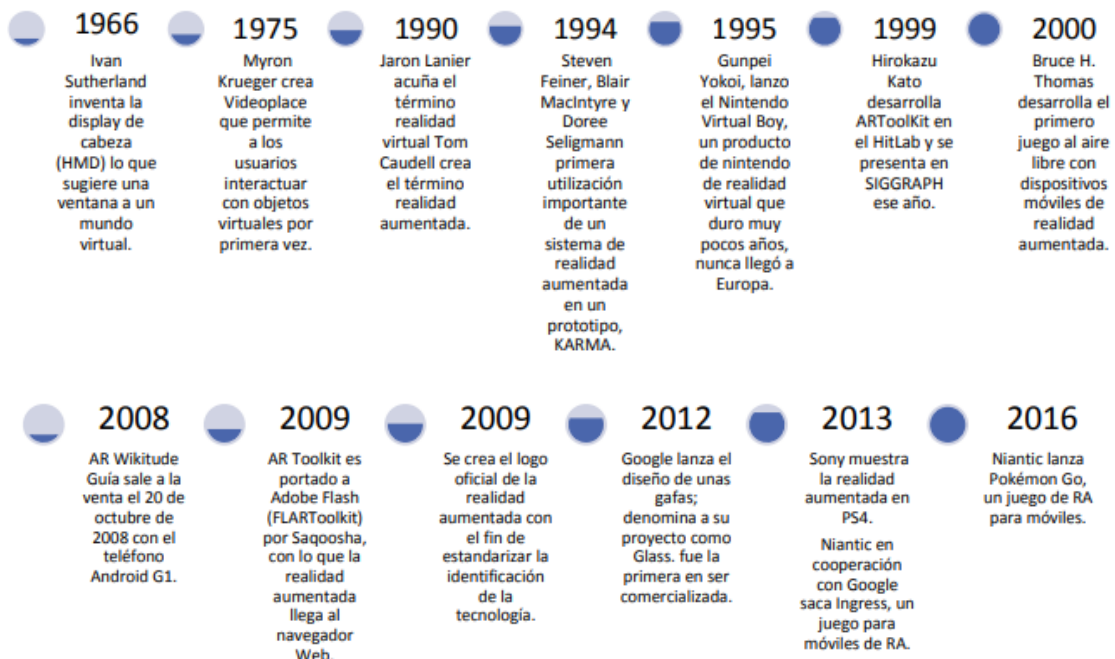 1966
Ivan
Sutherland
inventa la
display de
cabeza
(HMD) lo que
sugiere una
ventana a un
mundo
virtual.
1975
Myron
Krueger crea
Videoplace
que permite
a los
usuarios
interactuar
con objetos
virtuales por
primera vez.
1990
Jaron Lanier
acuña el
término
realidad
virtual Tom
Caudell crea
el término
realidad
aumentada.
1994
Steven
Feiner, Blair
MacIntyre y
Doree
Seligmann
primera
utilización
importante
de un
sistema de
realidad
aumentada
en un
prototipo,
KARMA.
1995
Gunpei
Yokoi, lanzo
el Nintendo
Virtual Boy,
un producto
de nintendo
de realidad
virtual que
duro muy
pocos años,
nunca llegó a
Europa.
1999
Hirokazu
Kato
desarrolla
ARToolKit en
el HitLab y se
presenta en
SIGGRAPH
ese año.
2000
Bruce H.
Thomas
desarrolla el
primero
juego al aire
libre con
dispositivos
móviles de
realidad
aumentada.
2008
AR Wikitude
Guía sale a la
venta el 20 de
octubre de
2008 con el
teléfono
Android G1.
2009
AR Toolkit es
portado a
Adobe Flash
(FLARToolkit)
por Saqoosha,
con lo que la
realidad
aumentada
llega al
navegador
Web.
2009
Se crea el logo
oficial de la
realidad
aumentada con
el fin de
estandarizar la
identificación
de la
tecnología.
2012
Google lanza el
diseño de unas
gafas;
denomina a su
proyecto como
Glass. fue la
primera en ser
comercializada.
2013
Sony muestra
la realidad
aumentada en
PS4.
Niantic en
cooperación
con Google
saca Ingress, un
juego para
móviles de RA.
2016
Niantic lanza
Pokémon Go,
un juego de RA
para móviles.